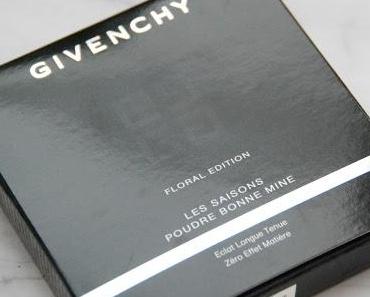 GIVENCHY
FLORAL EDITION
LES SAISONS
POUDRE BONNE MINE
Eclat Longue Tenue
Zéro Effet Matière